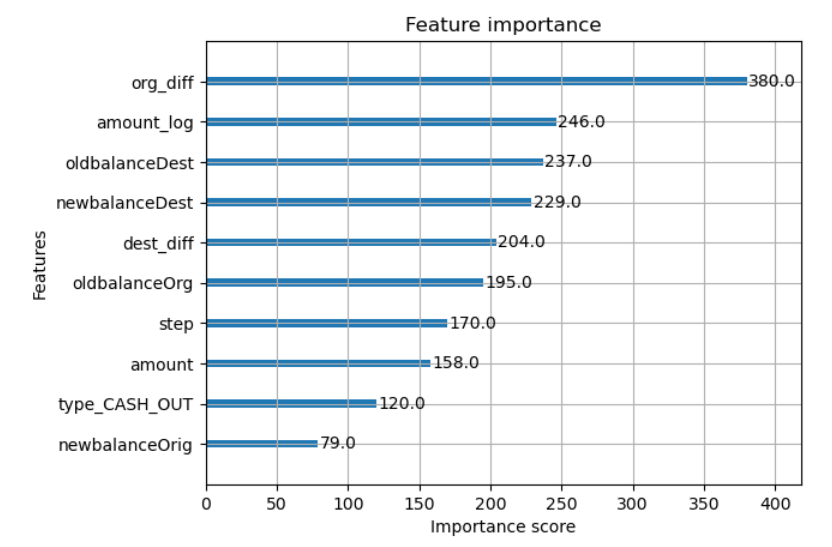 Feature importance
org_diff 380.0
amount_log 246.0
oldbalanceDest 237.0
newbalanceDest 229.0
dest_diff 204.0
oldbalanceOrg 195.0
step 170.0
amount 158.0
type_CASH_OUT 120.0
newbalanceOrig 79.0
Features
0 50 100 150 200 250 300 350 400
Importance score